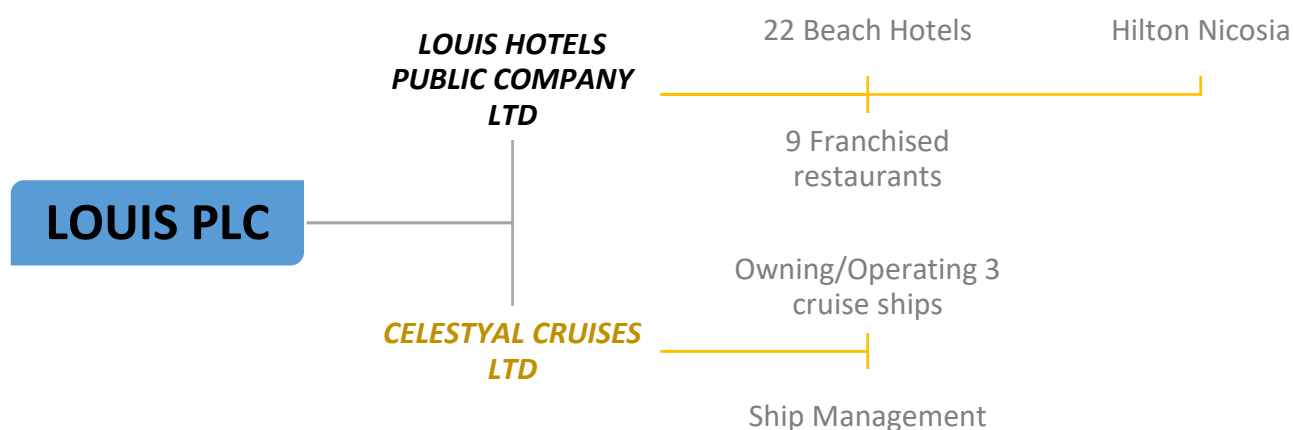 LOUIS PLC
LOUIS HOTELS
PUBLIC COMPANY
LTD
22 Beach Hotels
Hilton Nicosia
9 Franchised
restaurants
CELESTYAL CRUISES
LTD
Owning/Operating 3
cruise ships
Ship Management